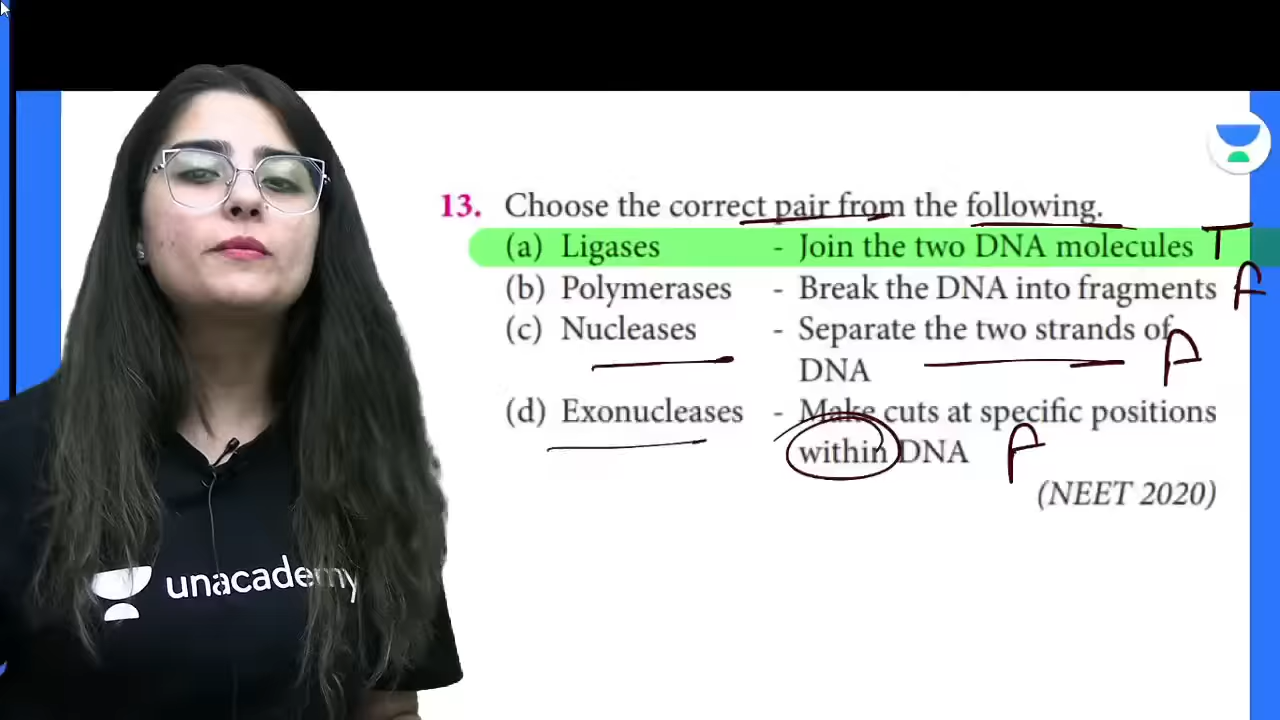 13. Choose the correct pair from the following.
(a) Ligases - Join the two DNA molecules T
(b) Polymerases - Break the DNA into fragments F
(c) Nucleases - Separate the two strands of F
DNA
(d) Exonucleases - Make cuts at specific positions
within DNA F
(NEET 2020)
unacademy